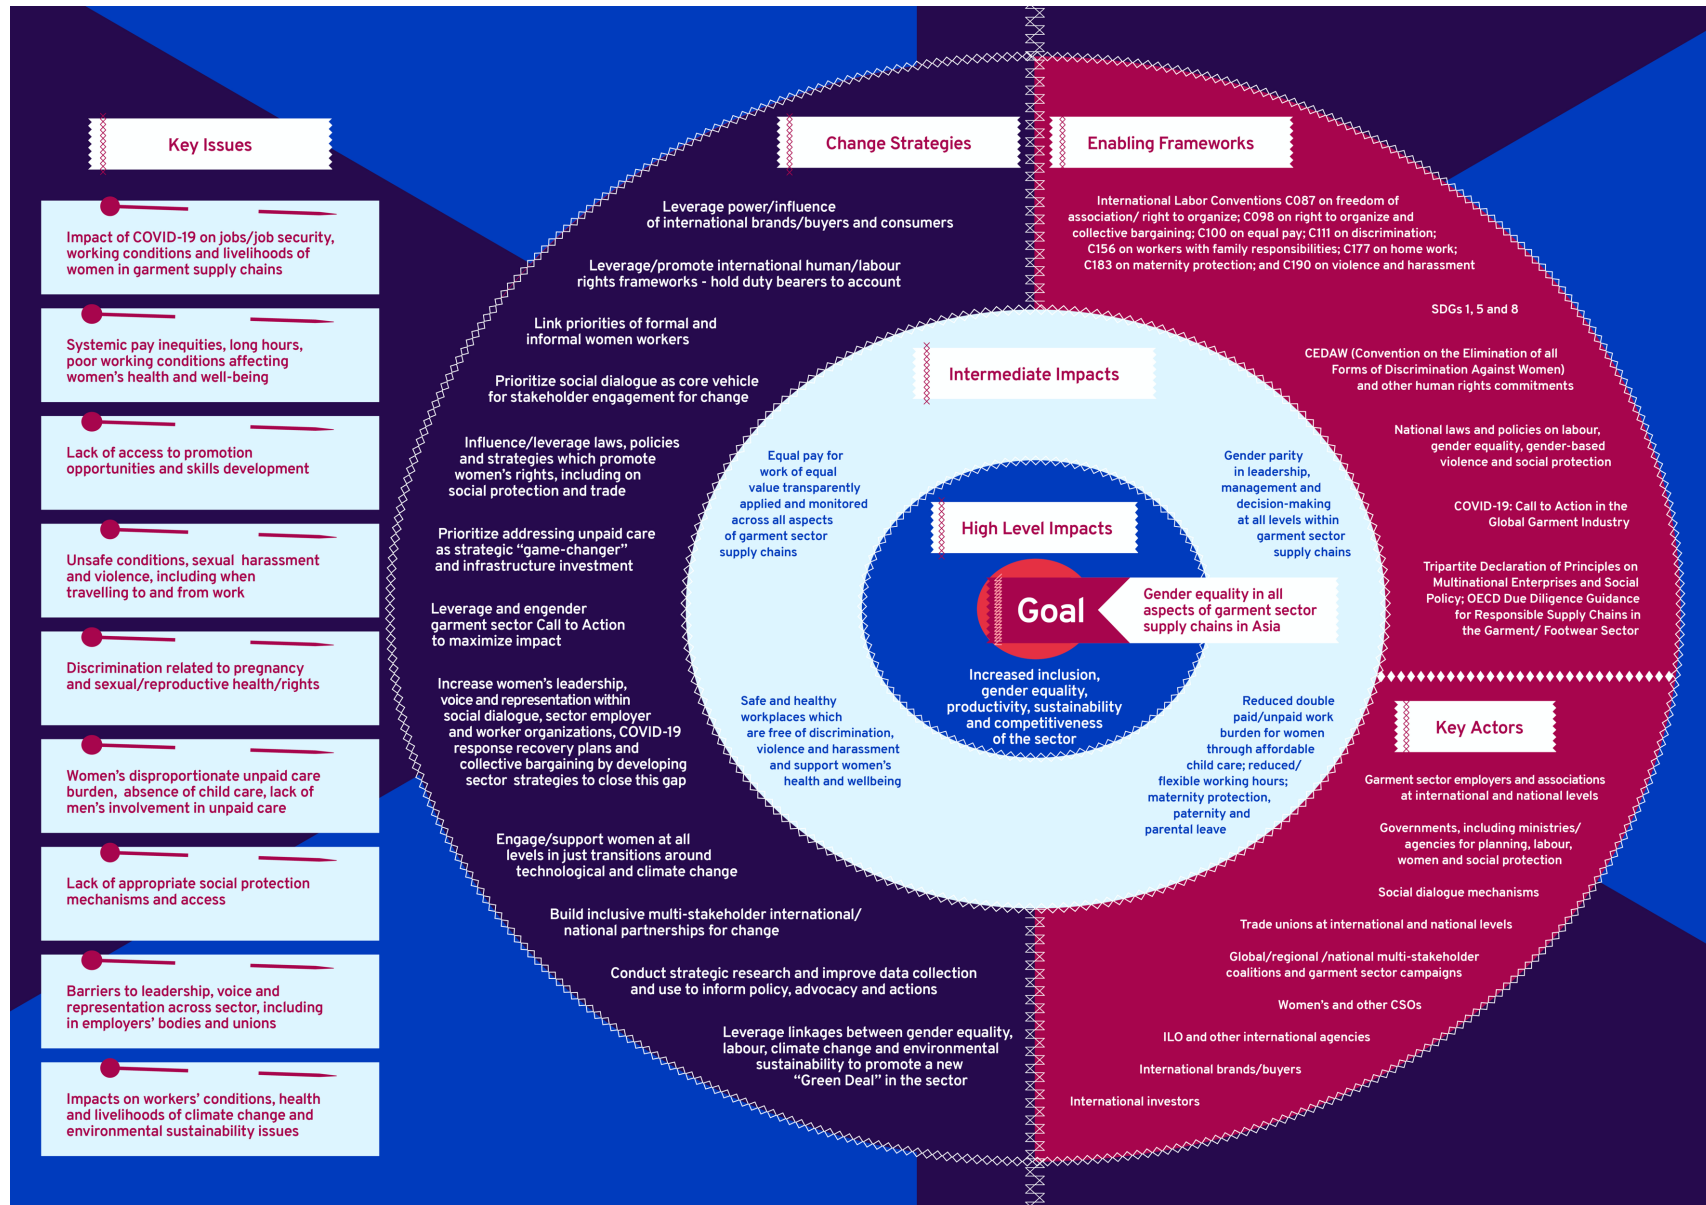 Key Issues
Impact of COVID-19 on jobs/job security,
working conditions and livelihoods of
women in garment supply chains
Systemic pay inequities, long hours,
poor working conditions affecting
women's health and well-being
Lack of access to promotion
opportunities and skills development
Unsafe conditions, sexual harassment
and violence, including when
travelling to and from work
Discrimination related to pregnancy
and sexual/reproductive health/rights
Women's disproportionate unpaid care
burden, absence of child care, lack of
men's involvement in unpaid care
Lack of appropriate social protection
mechanisms and access
Barriers to leadership, voice and
representation across sector, including
in employers' bodies and unions
Impacts on workers' conditions, health
and livelihoods of climate change and
environmental sustainability issues
Change Strategies
Leverage power/influence
of international brands/buyers and consumers
Leverage/promote international human/labour
rights frameworks - hold duty bearers to account
Link priorities of formal and
informal women workers
Prioritize social dialogue as core vehicle
for stakeholder engagement for change
Influence/leverage laws, policies
and strategies which promote
women's rights, including on
social protection and trade
Prioritize addressing unpaid care
as strategic “game-changer”
and infrastructure investment
Leverage and engender
garment sector Call to Action
to maximize impact
Increase women's leadership,
voice and representation within
social dialogue, sector employer
and worker organizations, COVID-19
response recovery plans and
collective bargaining by developing
sector strategies to close this gap
Engage/support women at all
levels in just transitions around
technological and climate change
Build inclusive multi-stakeholder international/
national partnerships for change
Conduct strategic research and improve data collection
and use to inform policy, advocacy and actions
Leverage linkages between gender equality,
labour, climate change and environmental
sustainability to promote a new
“Green Deal” in the sector
Enabling Frameworks
International Labor Conventions C087 on freedom of
association/ right to organize; C098 on right to organize and
collective bargaining; C100 on equal pay; C111 on discrimination;
C156 on workers with family responsibilities; C177 on home work;
C183 on maternity protection; and C190 on violence and harassment
SDGs 1, 5 and 8
CEDAW (Convention on the Elimination of all
Forms of Discrimination Against Women)
and other human rights commitments
National laws and policies on labour,
gender equality, gender-based
violence and social protection
COVID-19: Call to Action in the
Global Garment Industry
Tripartite Declaration of Principles on
Multinational Enterprises and Social
Policy; OECD Due Diligence Guidance
for Responsible Supply Chains in
the Garment/ Footwear Sector
Key Actors
Garment sector employers and associations
at international and national levels
Governments, including ministries/
agencies for planning, labour,
women and social protection
Social dialogue mechanisms
Trade unions at international and national levels
Global/regional /national multi-stakeholder
coalitions and garment sector campaigns
Women's and other CSOs
ILO and other international agencies
International brands/buyers
International investors
Intermediate Impacts
Equal pay for
work of equal
value transparently
applied and monitored
across all aspects
of garment sector
supply chains
Gender parity
in leadership,
management and
decision-making
at all levels within
garment sector
supply chains
Safe and healthy
workplaces which
are free of discrimination,
violence and harassment
and support women's
health and wellbeing
Reduced double
paid/unpaid work
burden for women
through affordable
child care; reduced/
flexible working hours;
maternity protection,
paternity and
parental leave
High Level Impacts
Goal
Gender equality in all
aspects of garment sector
supply chains in Asia
Increased inclusion,
gender equality,
productivity, sustainability
and competitiveness
of the sector